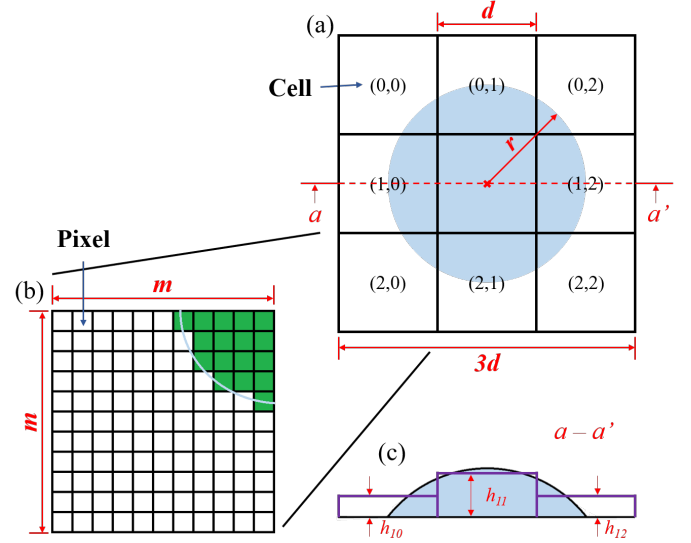 (a)
d
Cell
(0,0)
(0,1)
(0,2)
r
(1,0)
(1,2)
a
a’
Pixel
(b)
m
(2,0)
(2,1)
(2,2)
3d
m
a – a’
(c)
h11
h10
h12